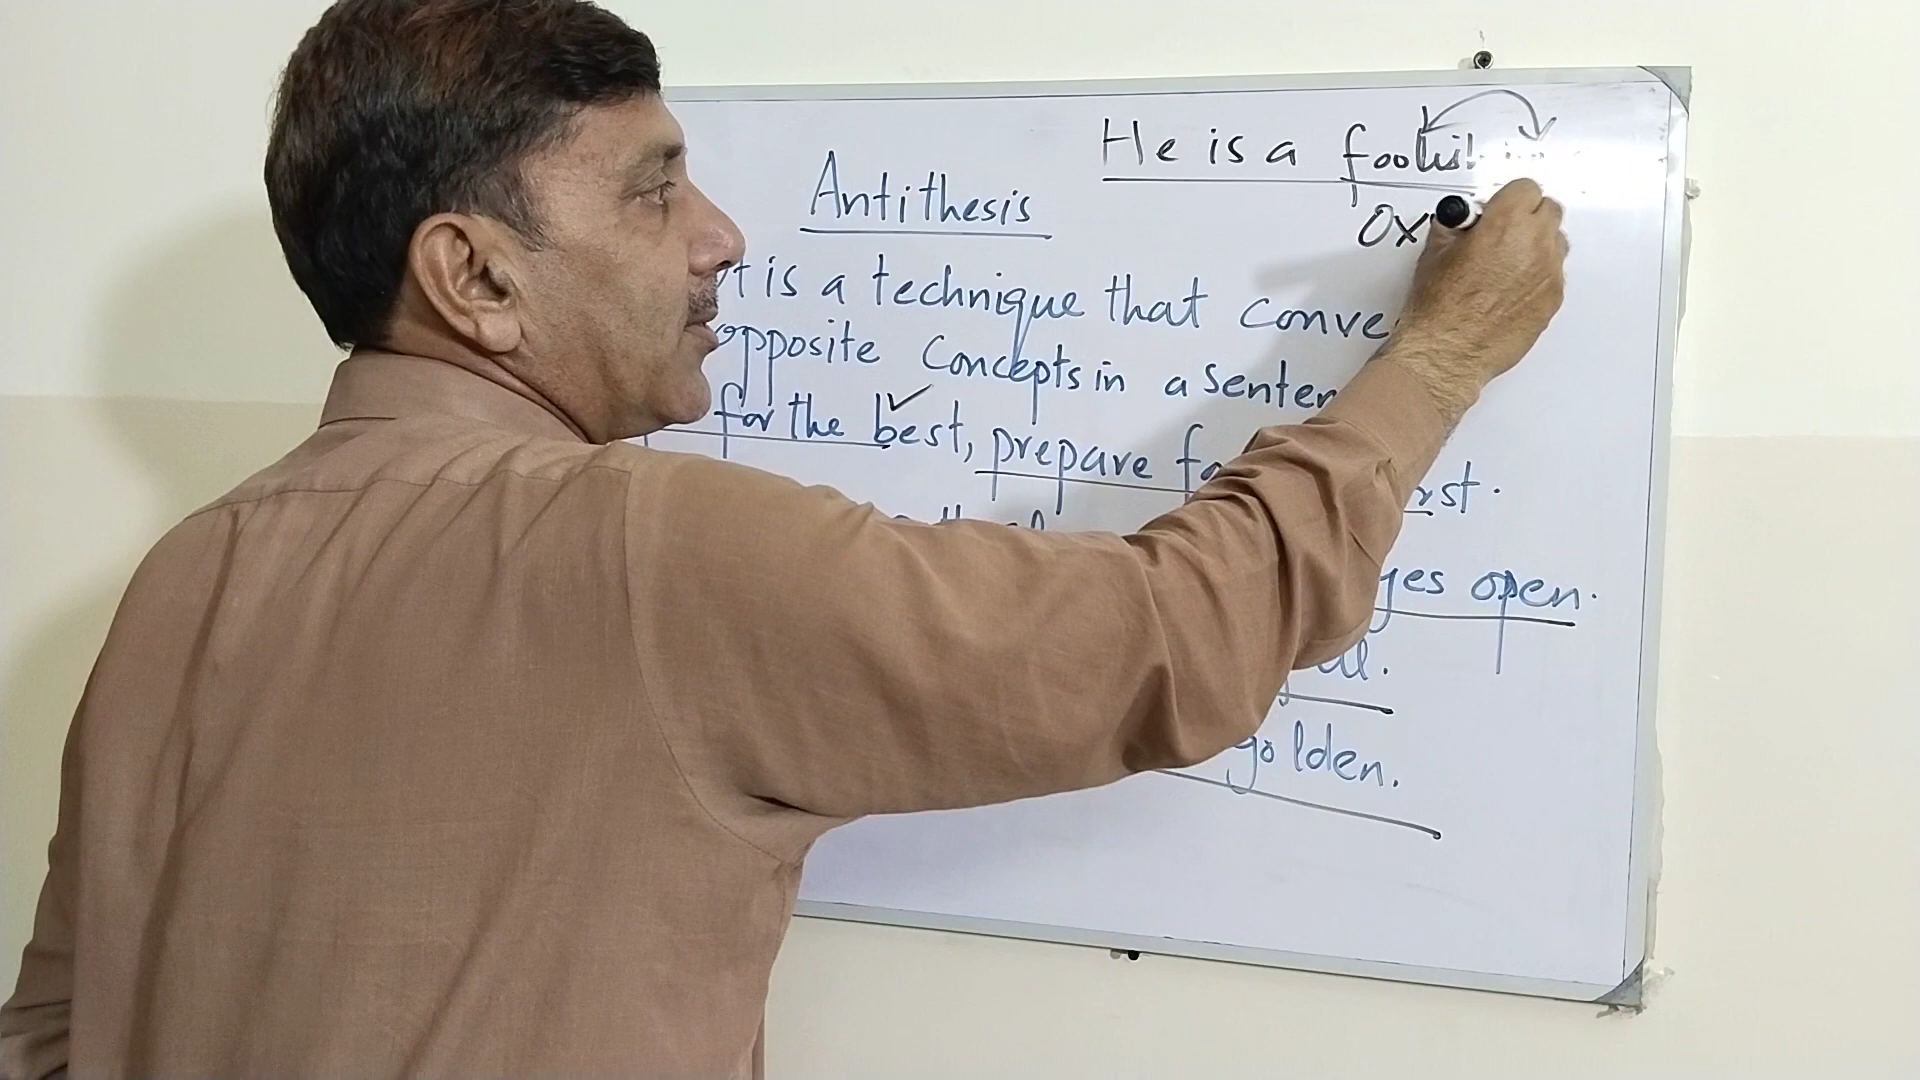 He is a foolish
Antithesis
Ox
It is a technique that conve
opposite concepts in a senten
for the best, prepare fo rst.
yes open.
golden.